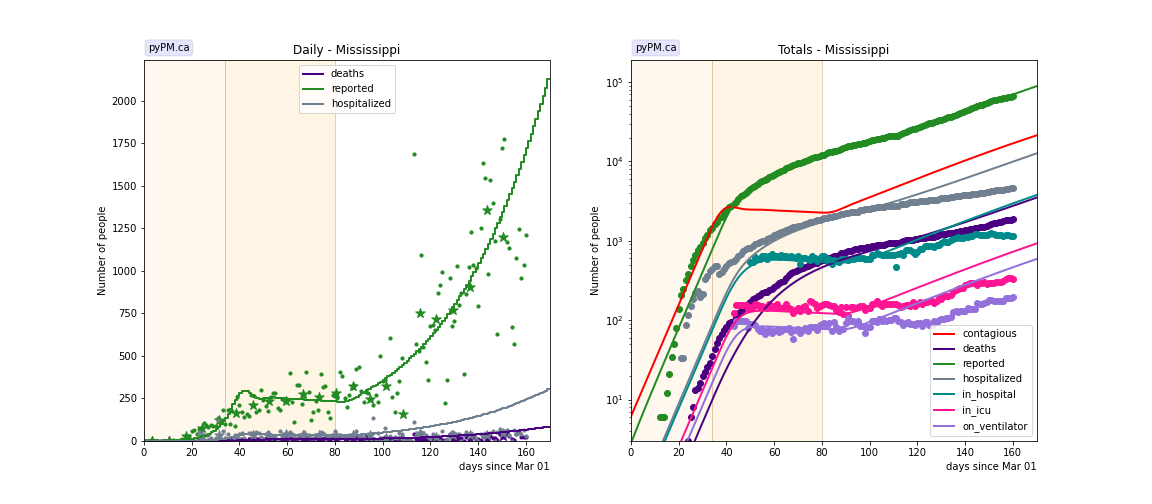 pyPM.ca
Daily - Mississippi
deaths
reported
hospitalized
Number of people
2000
1750
1500
1250
1000
750
500
250
0
0 20 40 60 80 100 120 140 160
days since Mar 01
pyPM.ca
Totals - Mississippi
Number of people
10⁵
10⁴
10³
10²
10¹
contagious
deaths
reported
hospitalized
in_hospital
in_icu
on_ventilator
0 20 40 60 80 100 120 140 160
days since Mar 01